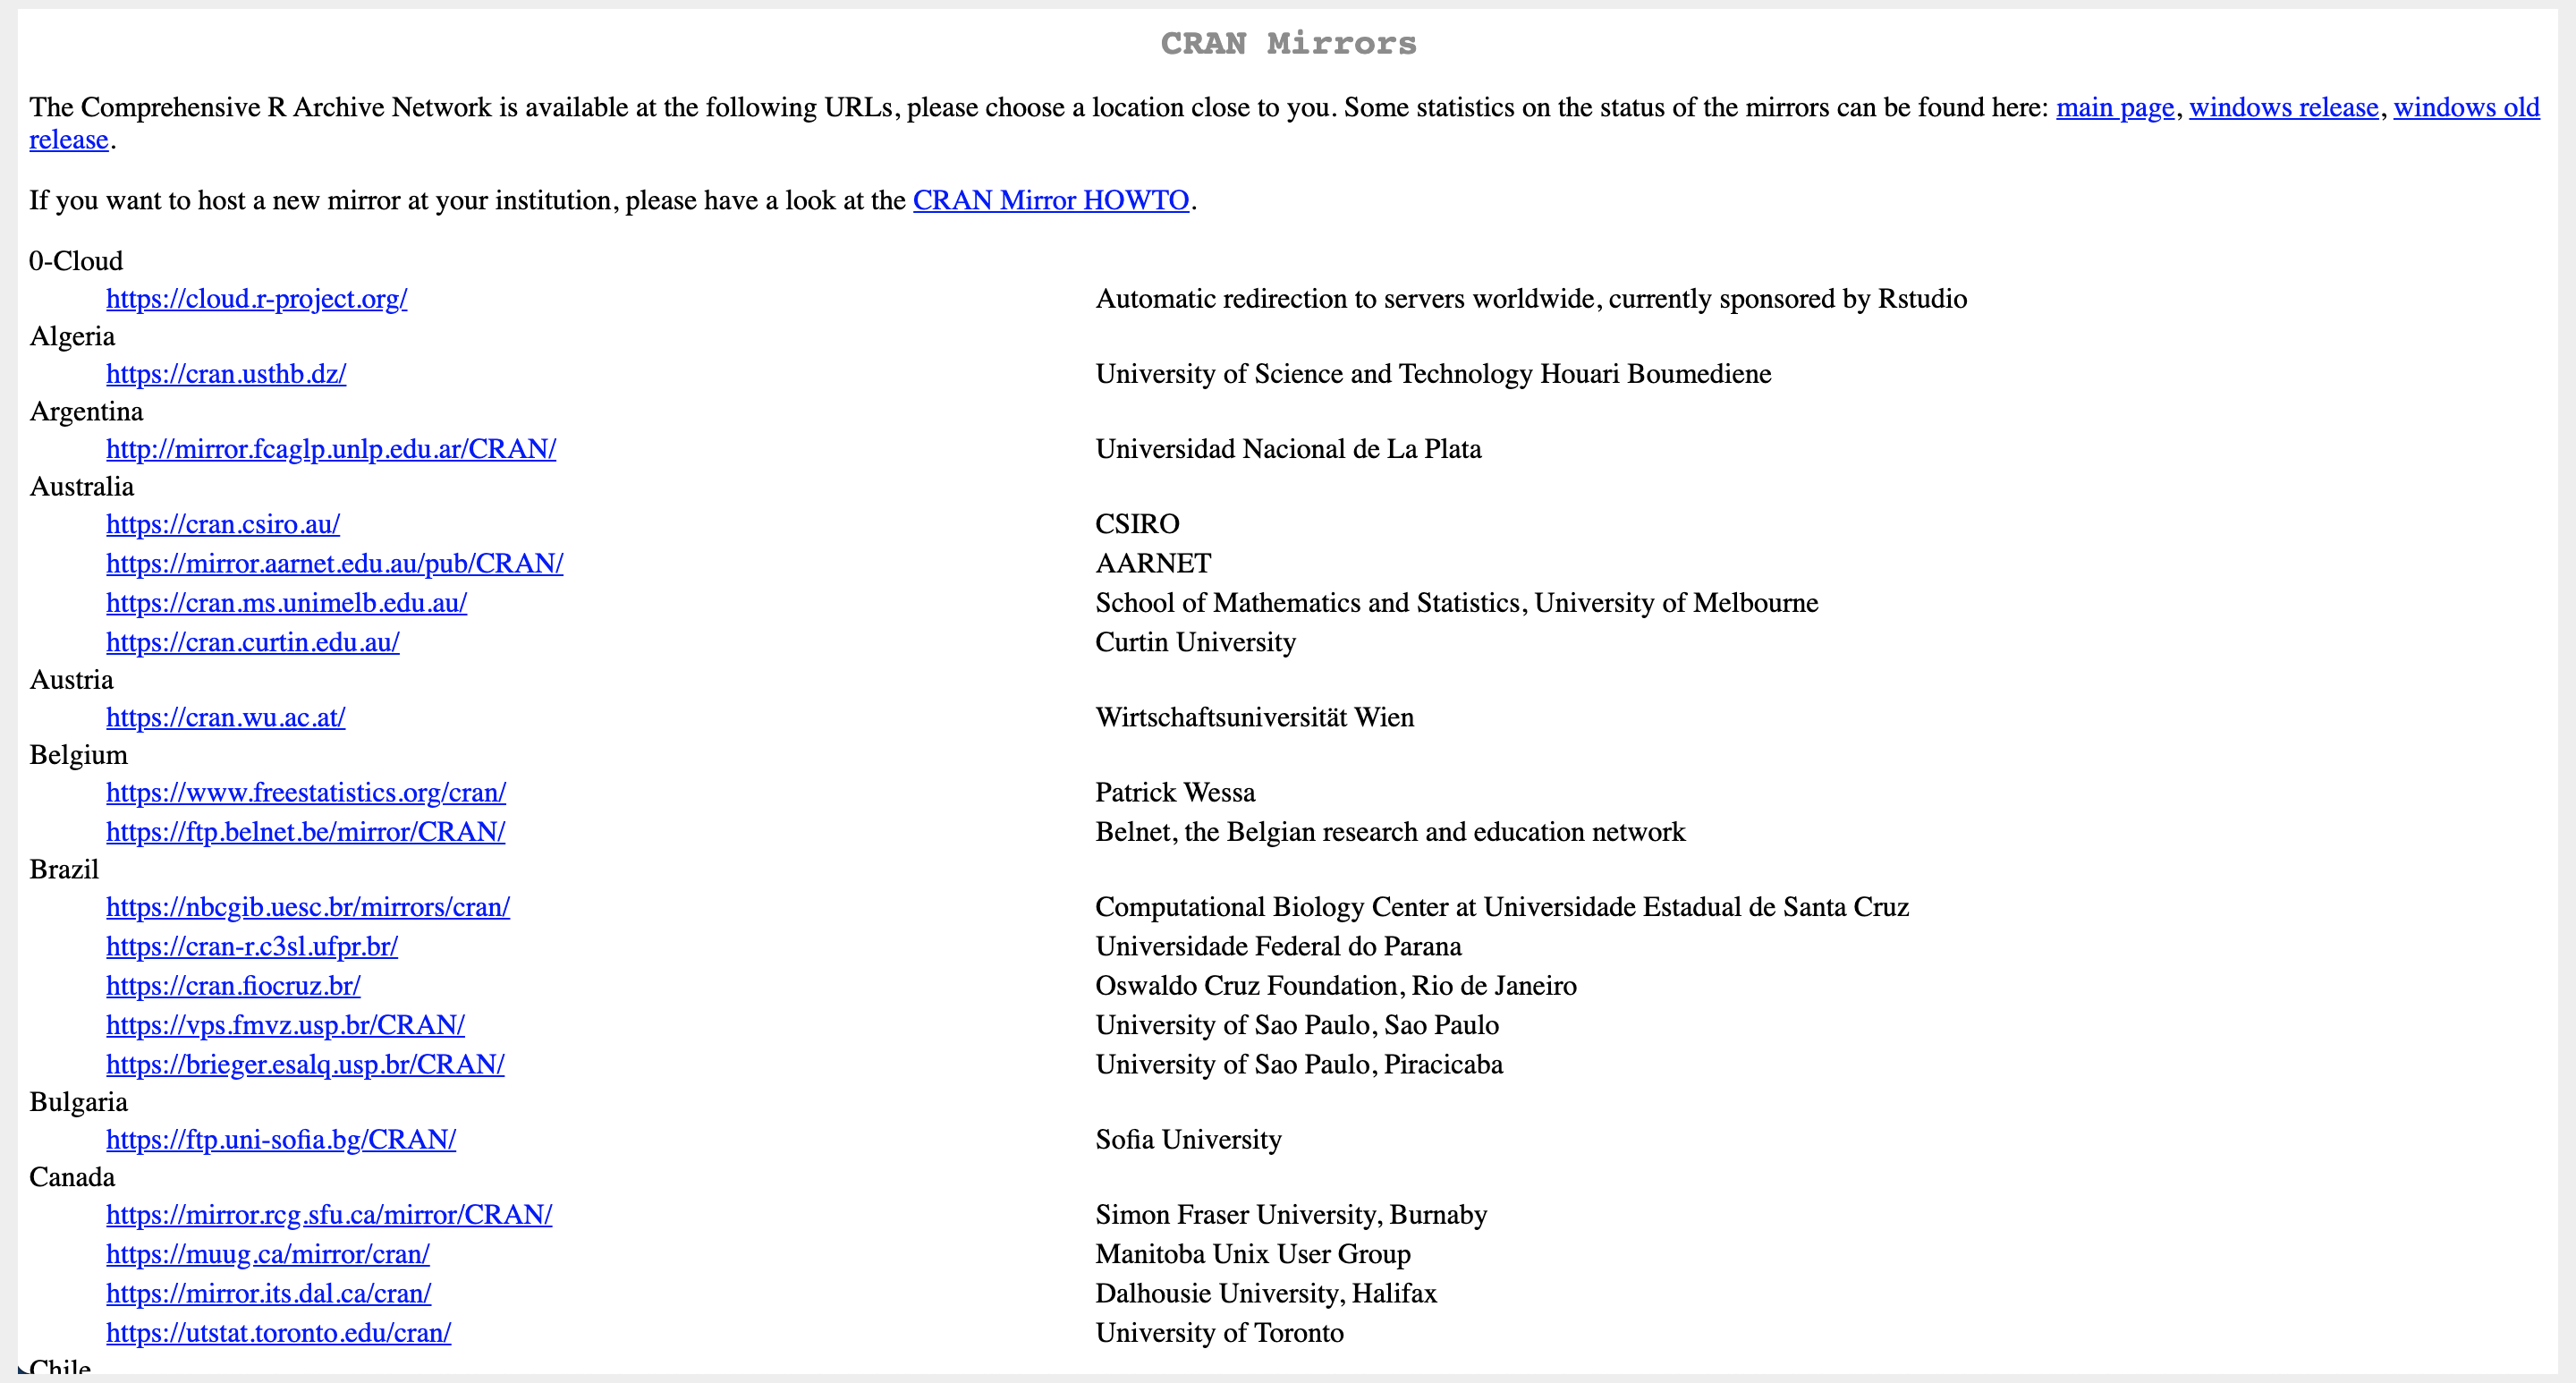 CRAN Mirrors
The Comprehensive R Archive Network is available at the following URLs, please choose a location close to you. Some statistics on the status of the mirrors can be found here: main page, windows release, windows old
release.
If you want to host a new mirror at your institution, please have a look at the CRAN Mirror HOWTO.
0-Cloud
https://cloud.r-project.org/ Automatic redirection to servers worldwide, currently sponsored by Rstudio
Algeria
https://cran.usthb.dz/ University of Science and Technology Houari Boumediene
Argentina
http://mirror.fcaglp.unlp.edu.ar/CRAN/ Universidad Nacional de La Plata
Australia
https://cran.csiro.au/ CSIRO
https://mirror.aarnet.edu.au/pub/CRAN/ AARNET
https://cran.ms.unimelb.edu.au/ School of Mathematics and Statistics, University of Melbourne
https://cran.curtin.edu.au/ Curtin University
Austria
https://cran.wu.ac.at/ Wirtschaftsuniversität Wien
Belgium
https://www.freestatistics.org/cran/ Patrick Wessa
https://ftp.belnet.be/mirror/CRAN/ Belnet, the Belgian research and education network
Brazil
https://nbcgib.uesc.br/mirrors/cran/ Computational Biology Center at Universidade Estadual de Santa Cruz
https://cran-r.c3sl.ufpr.br/ Universidade Federal do Parana
https://cran.fiocruz.br/ Oswaldo Cruz Foundation, Rio de Janeiro
https://vps.fmvz.usp.br/CRAN/ University of Sao Paulo, Sao Paulo
https://brieger.esalq.usp.br/CRAN/ University of Sao Paulo, Piracicaba
Bulgaria
https://ftp.uni-sofia.bg/CRAN/ Sofia University
Canada
https://mirror.rcg.sfu.ca/mirror/CRAN/ Simon Fraser University, Burnaby
https://muug.ca/mirror/cran/ Manitoba Unix User Group
https://mirror.its.dal.ca/cran/ Dalhousie University, Halifax
https://utstat.toronto.edu/cran/ University of Toronto
Chile